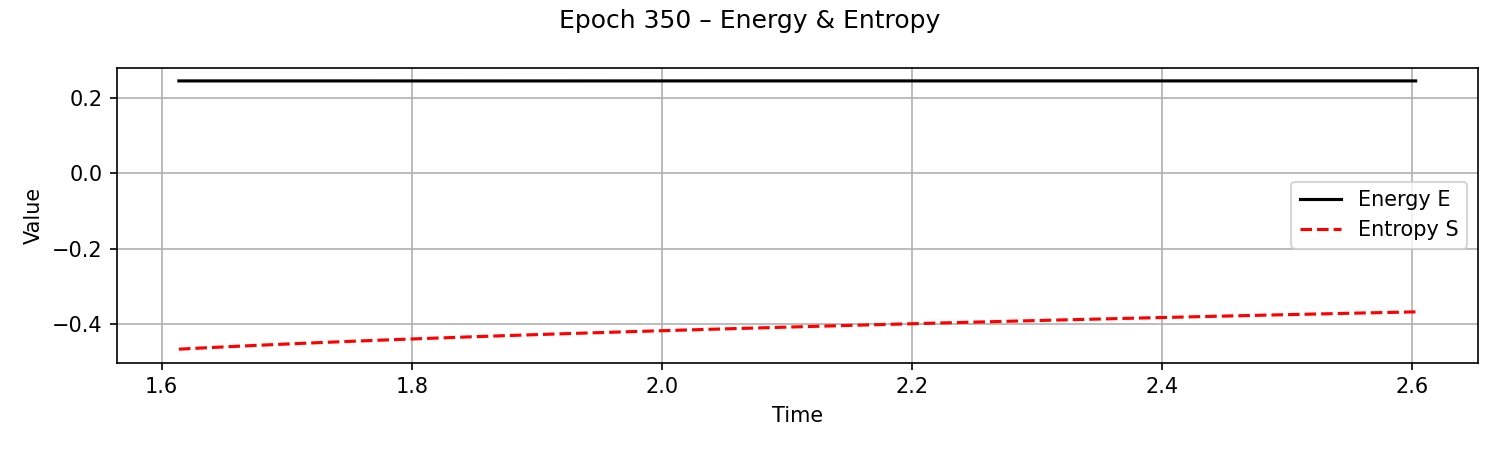 Epoch 350 – Energy & Entropy
Value
0.2
0.0
−0.2
−0.4
Energy E
Entropy S
1.6 1.8 2.0 2.2 2.4 2.6
Time